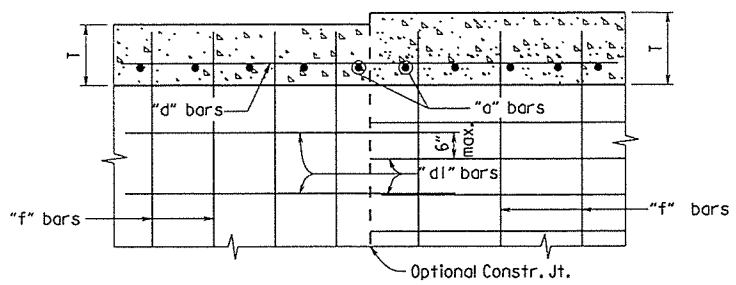 T
T
"d" bars
"a" bars
6"
max.
"d1" bars
"f" bars
"f" bars
Optional Constr. Jt.